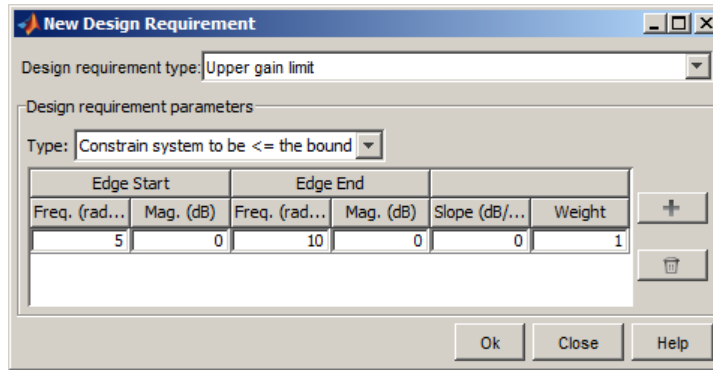 New Design Requirement
Design requirement type: Upper gain limit
Design requirement parameters
Type: Constrain system to be <= the bound
Edge Start Edge End
Freq. (rad... Mag. (dB) Freq. (rad... Mag. (dB) Slope (dB/... Weight
5 0 10 0 0 1
Ok Close Help